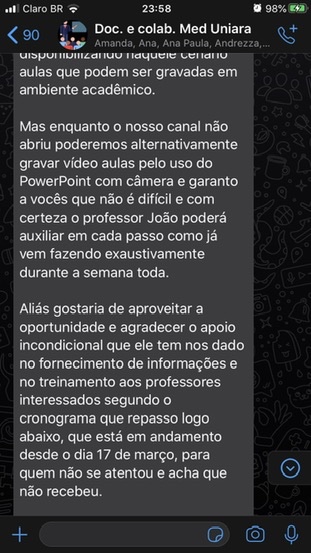 Claro BR
23:58
98%
90
Doc. e colab. Med Uniara
Amanda, Ana, Ana Paula, Andrezza,...
disponibilizando naquele cenário
aulas que podem ser gravadas em
ambiente acadêmico.
Mas enquanto o nosso canal não
abriu poderemos alternativamente
gravar vídeo aulas pelo uso do
PowerPoint com câmera e garanto
a vocês que não é difícil e com
certeza o professor João poderá
auxiliar em cada passo como já
vem fazendo exaustivamente
durante a semana toda.
Aliás gostaria de aproveitar a
oportunidade e agradecer o apoio
incondicional que ele tem nos dado
no fornecimento de informações e
no treinamento aos professores
interessados segundo o
cronograma que repasso logo
abaixo, que está em andamento
desde o dia 17 de março, para
quem não se atentou e acha que
não recebeu.